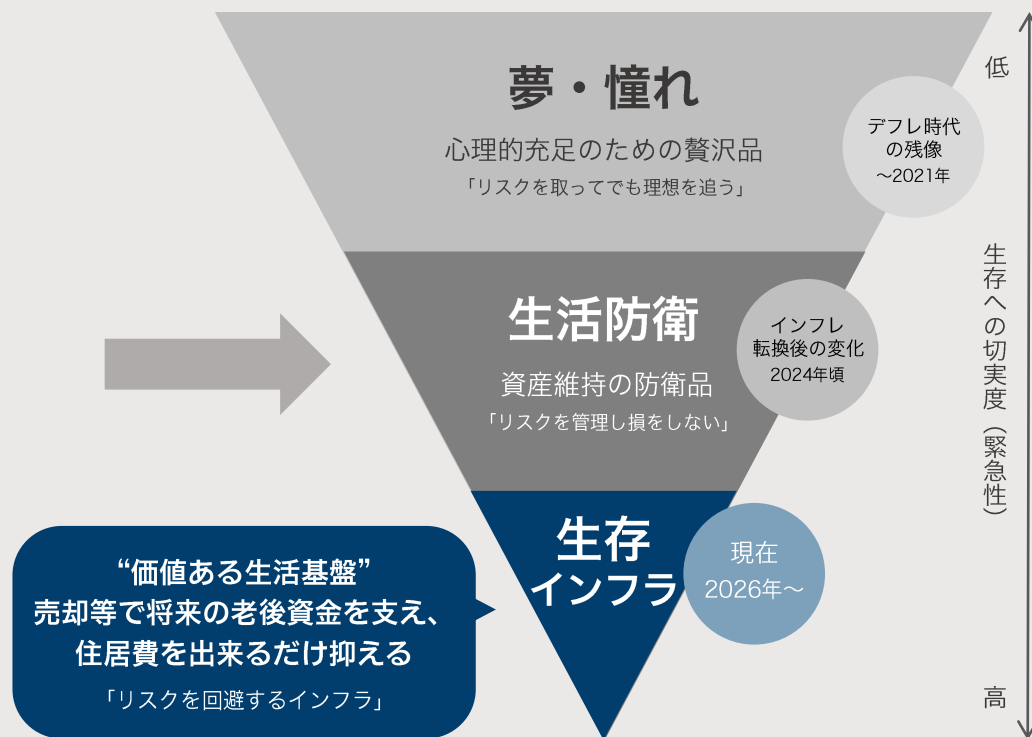 夢・憧れ
心理的充足のための贅沢品
「リスクを取ってでも理想を追う」
デフレ時代
の残像
〜2021年
低
生活防衛
資産維持の防衛品
「リスクを管理し損をしない」
インフレ
転換後の変化
2024年頃
生存への切実度（緊急性）
生存
インフラ
現在
2026年〜
“価値ある生活基盤”
売却等で将来の老後資金を支え、
住居費を出来るだけ抑える
「リスクを回避するインフラ」
高